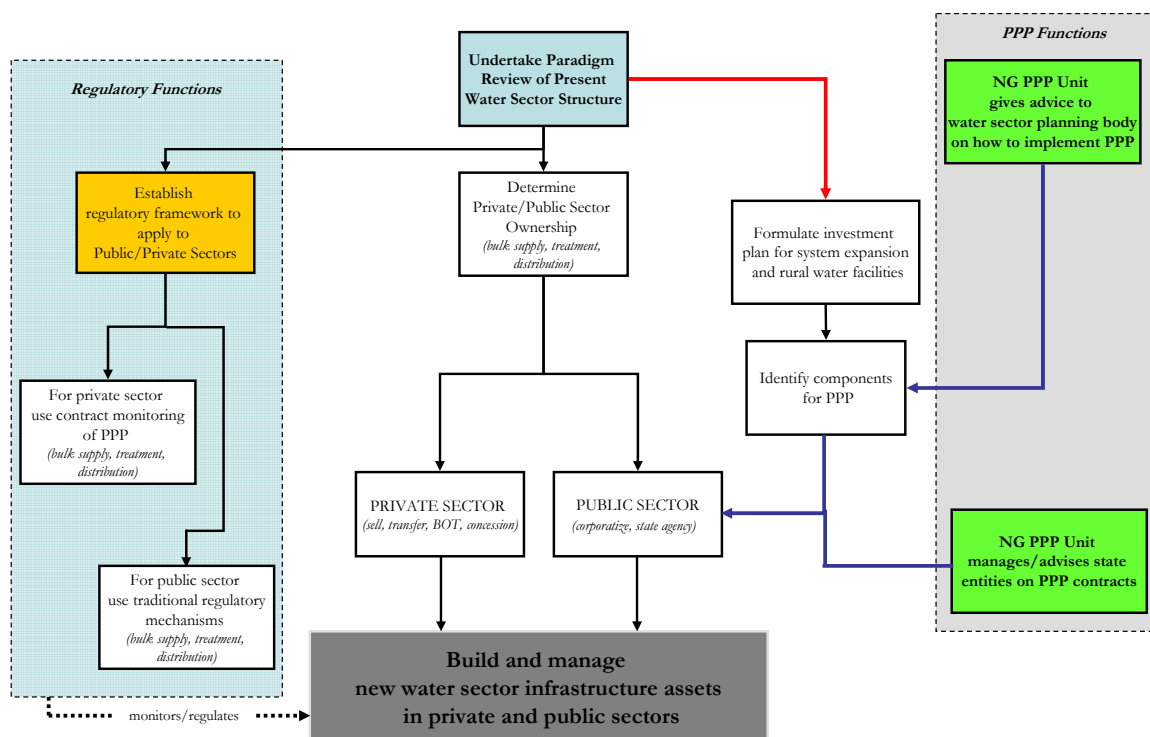 Regulatory Functions
Undertake Paradigm
Review of Present
Water Sector Structure
PPP Functions
NG PPP Unit
gives advice to
water sector planning body
on how to implement PPP
Establish
regulatory framework to
apply to
Public/Private Sectors
Determine
Private/Public Sector
Ownership
(bulk supply, treatment,
distribution)
Formulate investment
plan for system expansion
and rural water facilities
Identify components
for PPP
For private sector
use contract monitoring
of PPP
(bulk supply, treatment,
distribution)
PRIVATE SECTOR
(sell, transfer, BOT, concession)
PUBLIC SECTOR
(corporatize, state agency)
NG PPP Unit
manages/advises state
entities on PPP contracts
For public sector
use traditional regulatory
mechanisms
(bulk supply, treatment,
distribution)
Build and manage
new water sector infrastructure assets
in private and public sectors
monitors/regulates